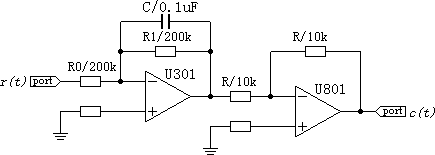 C/0.1uF
R1/200k
R0/200k
U301
R/10k
R/10k
U801
r(t)
port
port
c(t)